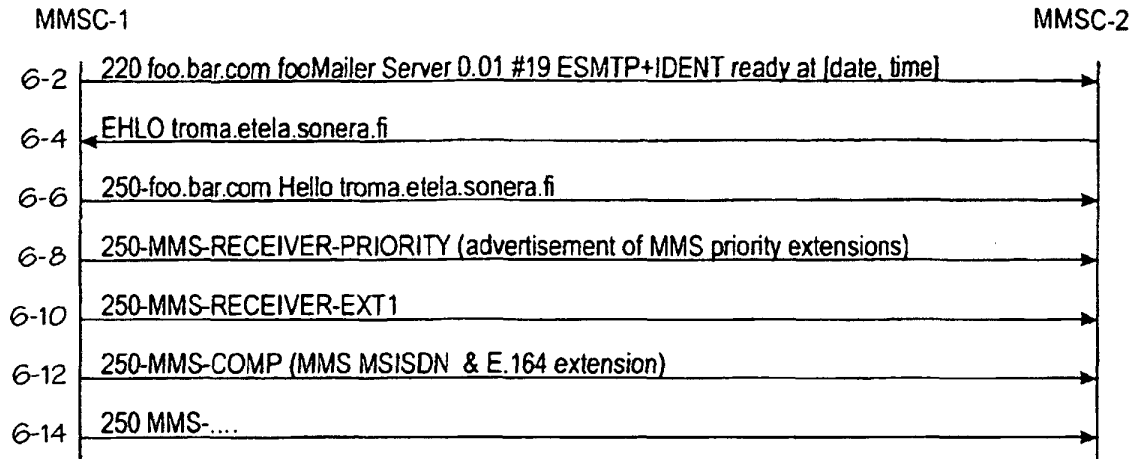 MMSC-1 MMSC-2
6-2 220 foo.bar.com fooMailer Server 0.01 #19 ESMTP+IDENT ready at [date, time]
6-4 EHLO troma.etela.sonera.fi
6-6 250-foo.bar.com Hello troma.etela.sonera.fi
6-8 250-MMS-RECEIVER-PRIORITY (advertisement of MMS priority extensions)
6-10 250-MMS-RECEIVER-EXT1
6-12 250-MMS-COMP (MMS MSISDN & E.164 extension)
6-14 250 MMS-....